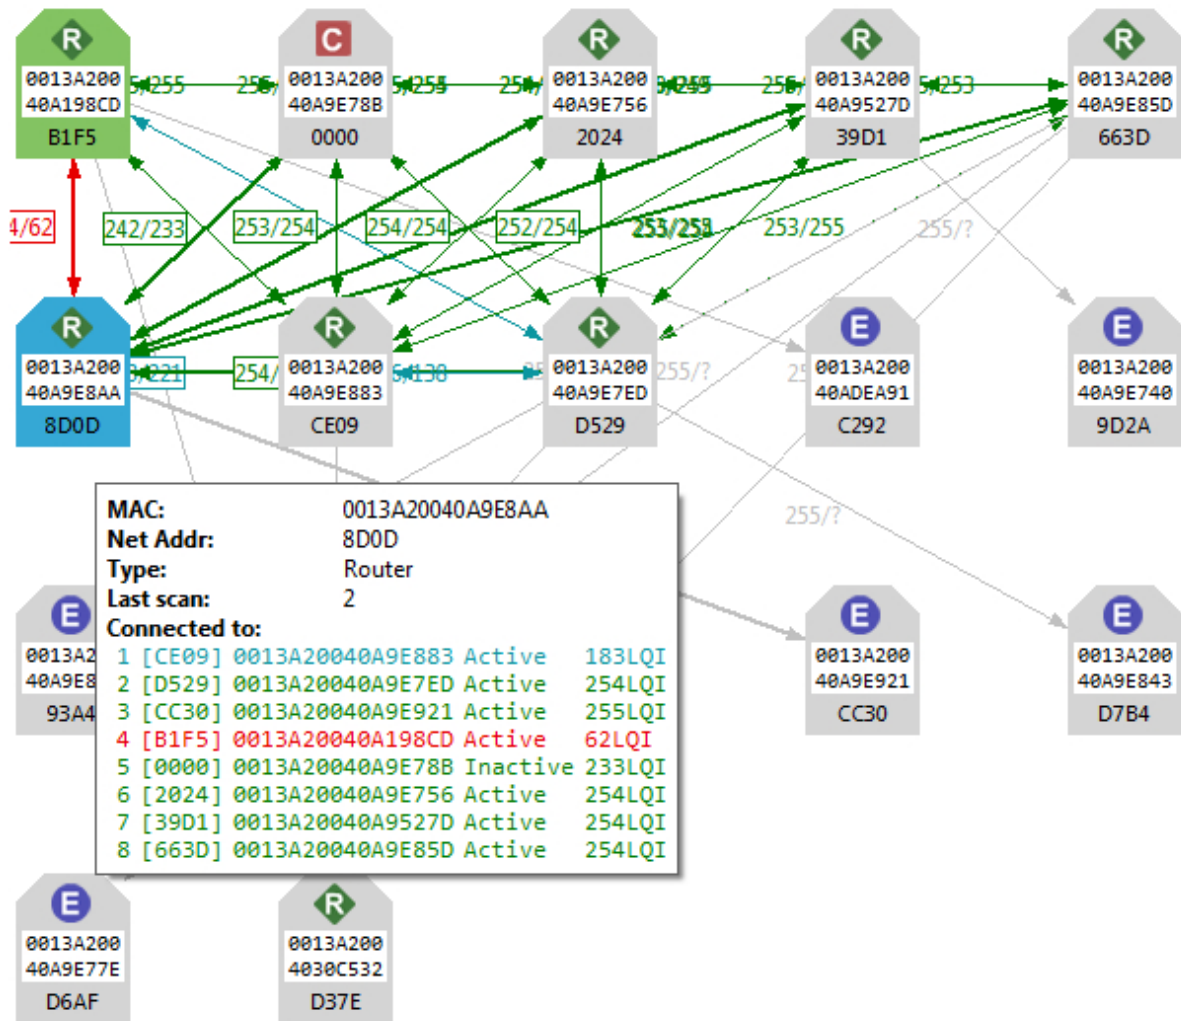 R
C
R
R
R
0013A200
40A198CD
B1F5
0013A200
40A9E78B
0000
0013A200
40A9E756
2024
0013A200
40A9527D
39D1
0013A200
40A9E85D
663D
4/62
242/233
253/254
254/254
252/254
253/255
255/?
R
R
R
E
E
0013A200
40A9E8AA
8D0D
0013A200
40A9E883
CE09
0013A200
40A9E7ED
D529
0013A200
40ADEA91
C292
0013A200
40A9E740
9D2A
/221
254/
255/?
255/?
MAC: 0013A20040A9E8AA
Net Addr: 8D0D
Type: Router
Last scan: 2
Connected to:
1 [CE09] 0013A20040A9E883 Active 183LQI
2 [D529] 0013A20040A9E7ED Active 254LQI
3 [CC30] 0013A20040A9E921 Active 255LQI
4 [B1F5] 0013A20040A198CD Active 62LQI
5 [0000] 0013A20040A9E78B Inactive 233LQI
6 [2024] 0013A20040A9E756 Active 254LQI
7 [39D1] 0013A20040A9527D Active 254LQI
8 [663D] 0013A20040A9E85D Active 254LQI
E
0013A2
40A9E8
93A4
E
0013A200
40A9E921
CC30
E
0013A200
40A9E843
D7B4
E
0013A200
40A9E77E
D6AF
R
0013A200
4030C532
D37E